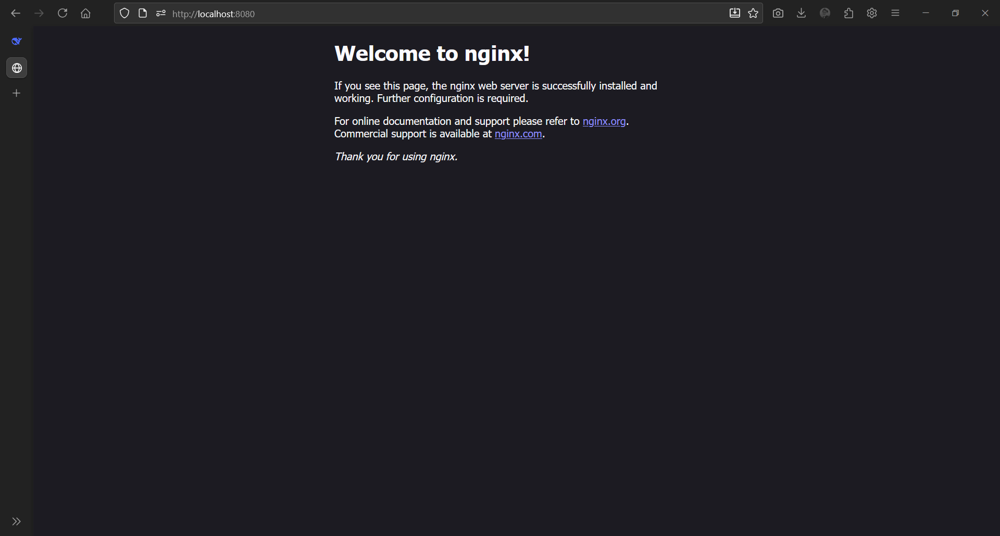 http://localhost:8080
Welcome to nginx!
If you see this page, the nginx web server is successfully installed and
working. Further configuration is required.
For online documentation and support please refer to nginx.org.
Commercial support is available at nginx.com.
Thank you for using nginx.